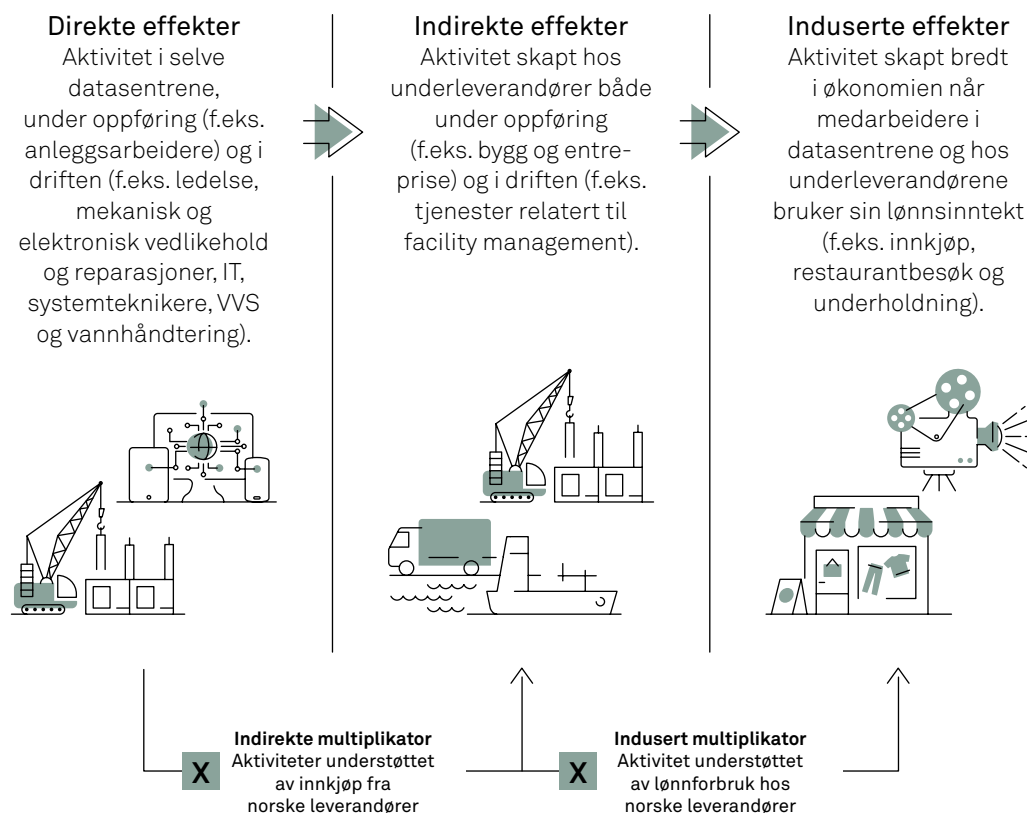 Direkte effekter
Aktivitet i selve
datasentrene,
under oppføring (f.eks.
anleggsarbeidere) og i
driften (f.eks. ledelse,
mekanisk og
elektronisk vedlikehold
og reparasjoner, IT,
systemteknikere, VVS
og vannhåndtering).
Indirekte effekter
Aktivitet skapt hos
underleverandører både
under oppføring
(f.eks. bygg og entre-
prise) og i driften (f.eks.
tjenester relatert til
facility management).
Induserte effekter
Aktivitet skapt bredt
i økonomien når
medarbeidere i
datasentrene og hos
underleverandørene
bruker sin lønnsinntekt
(f.eks. innkjøp,
restaurantbesøk og
underholdning).
X
Indirekte multiplikator
Aktiviteter understøttet
av innkjøp fra
norske leverandører
X
Indusert multiplikator
Aktivitet understøttet
av lønnforbruk hos
norske leverandører